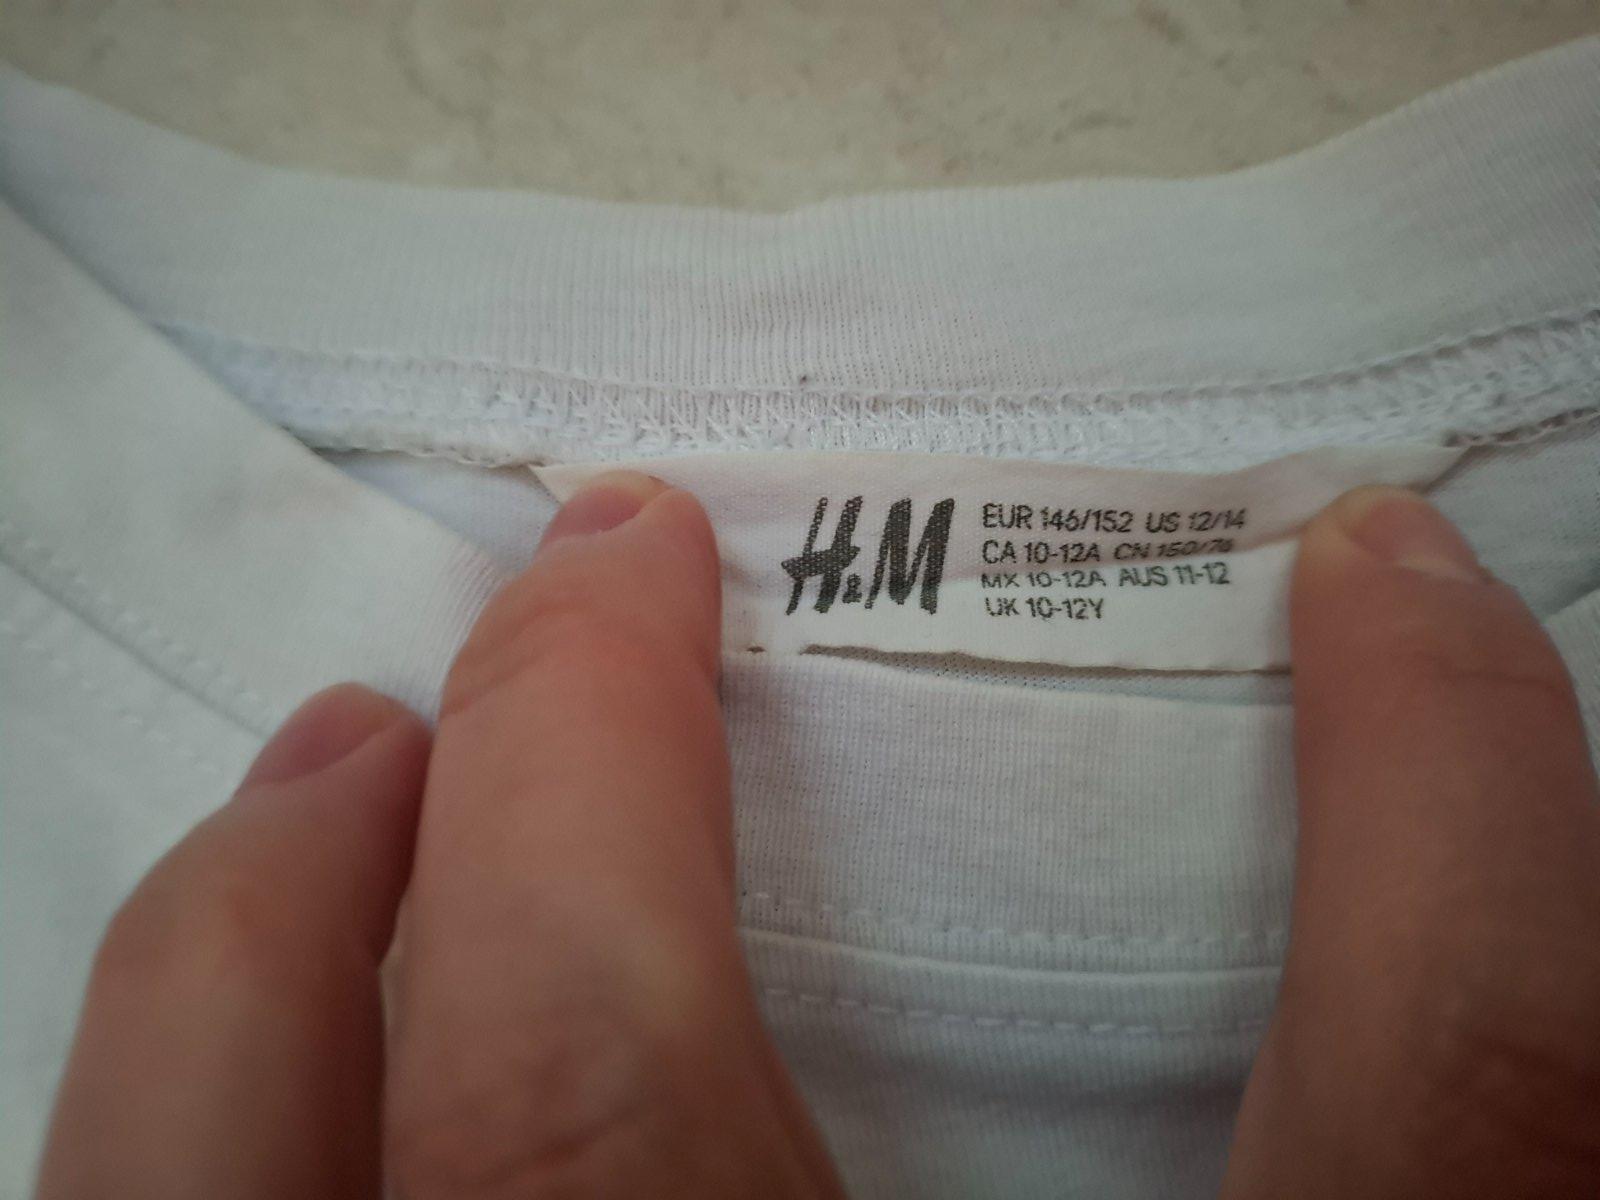 H&M
EUR 146/152 US 12/14
CA 10-12A CN 150/76
MX 10-12A AUS 11-12
UK 10-12Y